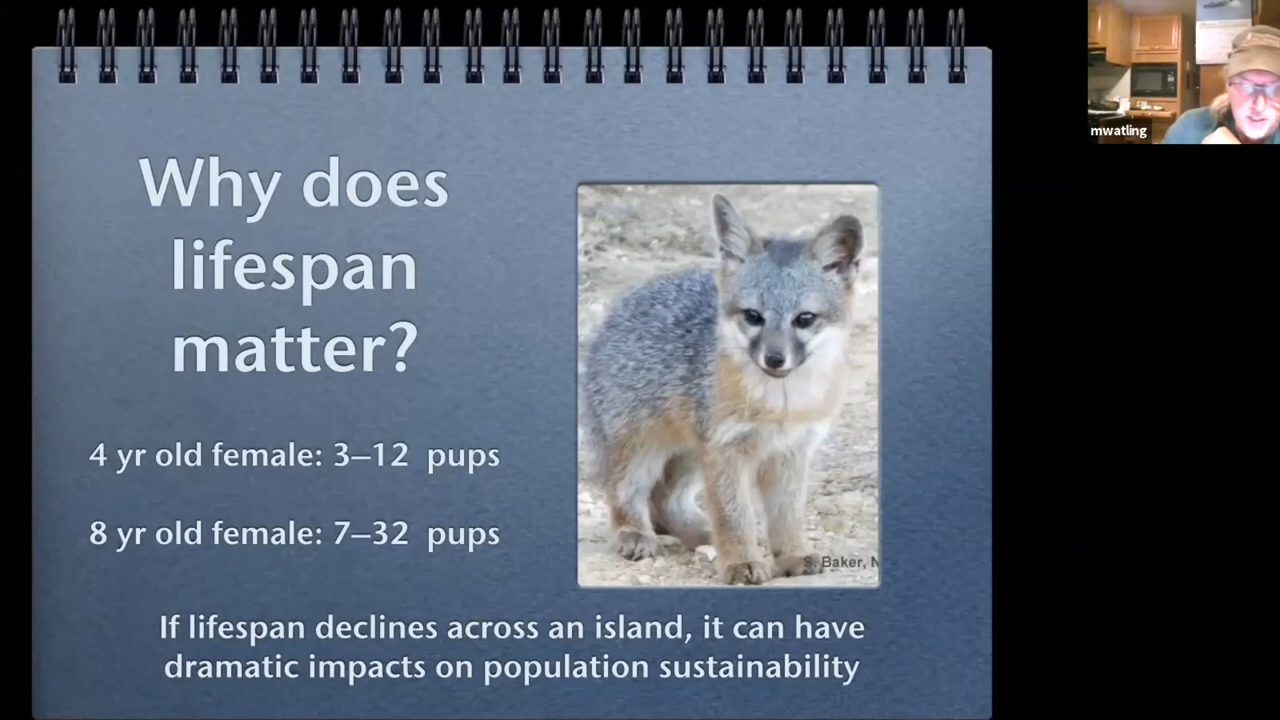 Why does
lifespan
matter?
4 yr old female: 3–12 pups
8 yr old female: 7–32 pups
S. Baker, N
If lifespan declines across an island, it can have
dramatic impacts on population sustainability
mwatling